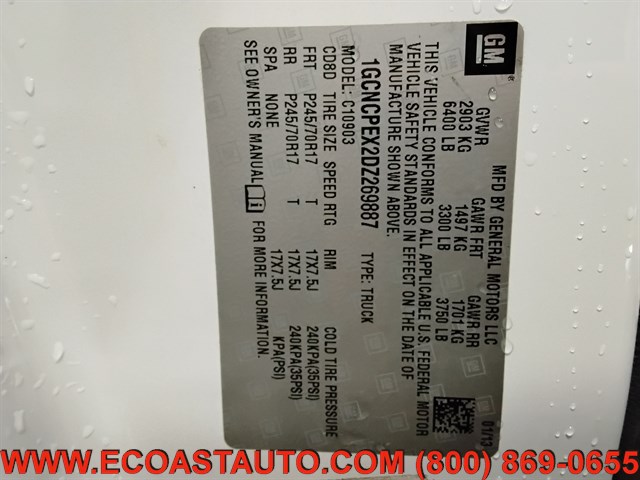 GM
MFD BY GENERAL MOTORS LLC
GVWR GAWR FRT GAWR RR
2903 KG 1497 KG 1701 KG
6400 LB 3300 LB 3750 LB
01/13
THIS VEHICLE CONFORMS TO ALL APPLICABLE U.S. FEDERAL MOTOR
VEHICLE SAFETY STANDARDS IN EFFECT ON THE DATE OF
MANUFACTURE SHOWN ABOVE.
1GCNCPEX2DZ269887 TYPE: TRUCK
MODEL: C10903
CD8D TIRE SIZE SPEED RTG RIM COLD TIRE PRESSURE
FRT P245/70R17 T 17X7.5J 240KPA(35PSI)
RR P245/70R17 T 17X7.5J 240KPA(35PSI)
SPA NONE 17X7.5J KPA(PSI)
SEE OWNER'S MANUAL FOR MORE INFORMATION.
WWW.ECOASTAUTO.COM (800) 869-0655